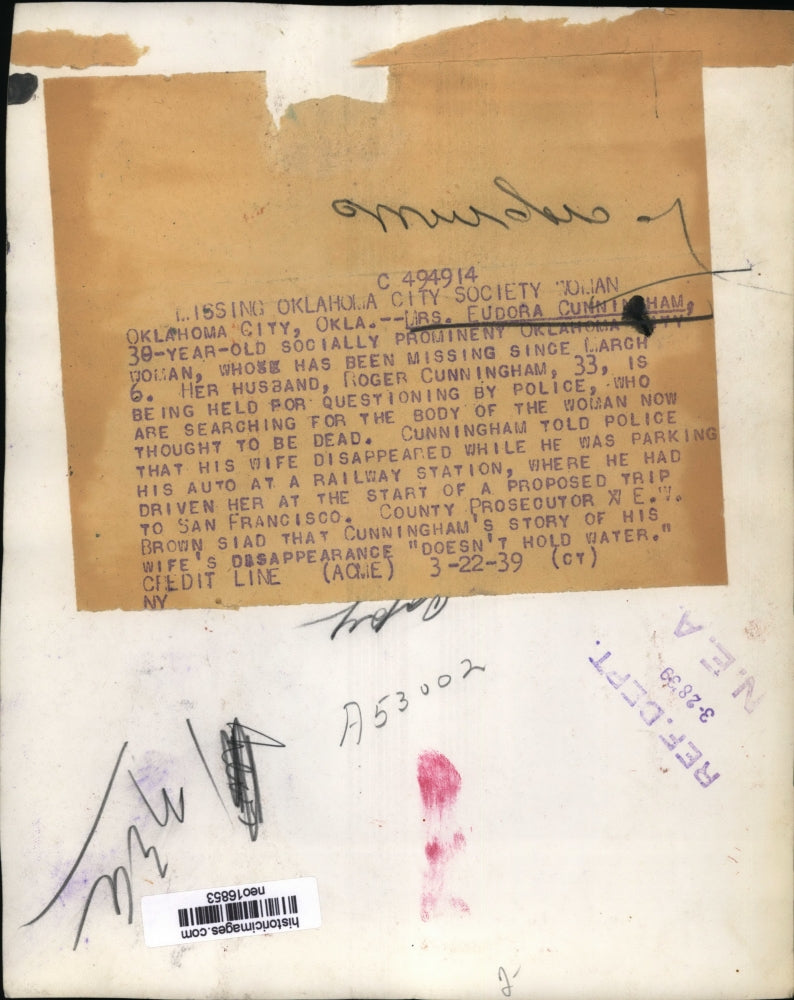 C 494914
MISSING OKLAHOMA CITY SOCIETY WOMAN
OKLAHOMA CITY, OKLA.--MRS. EUDORA CUNNINGHAM,
30-YEAR-OLD SOCIALLY PROMINENT OKLAHOMA CITY
WOMAN, WHO HAS BEEN MISSING SINCE MARCH
6. HER HUSBAND, ROGER CUNNINGHAM, 33, IS
BEING HELD FOR QUESTIONING BY POLICE, WHO
ARE SEARCHING FOR THE BODY OF THE WOMAN NOW
THOUGHT TO BE DEAD. CUNNINGHAM TOLD POLICE
THAT HIS WIFE DISAPPEARED WHILE HE WAS PARKING
HIS AUTO AT A RAILWAY STATION, WHERE HE HAD
DRIVEN HER AT THE START OF A PROPOSED TRIP
TO SAN FRANCISCO. COUNTY PROSECUTOR X E.W.
BROWN SIAD THAT CUNNINGHAM'S STORY OF HIS
WIFE'S DISAPPEARANCE "DOESN'T HOLD WATER."
CREDIT LINE (ACME) 3-22-39 (CT)
NY
A53002
REF. DEPT.
3-28-39
N.E.A
neo16853
historicimages.com